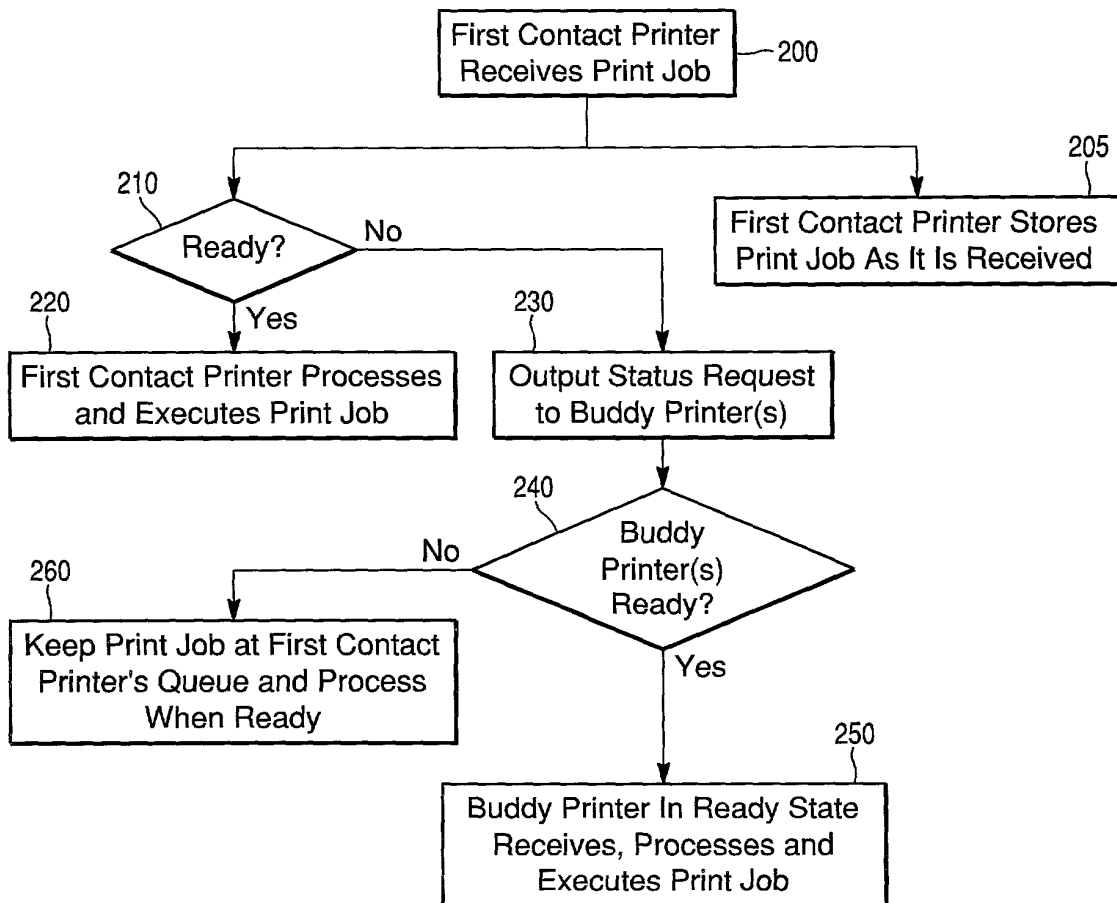 First Contact Printer
Receives Print Job
200
205
First Contact Printer Stores
Print Job As It Is Received
210
Ready?
No
Yes
220
First Contact Printer Processes
and Executes Print Job
230
Output Status Request
to Buddy Printer(s)
240
Buddy
Printer(s)
Ready?
No
Yes
260
Keep Print Job at First Contact
Printer's Queue and Process
When Ready
250
Buddy Printer In Ready State
Receives, Processes and
Executes Print Job